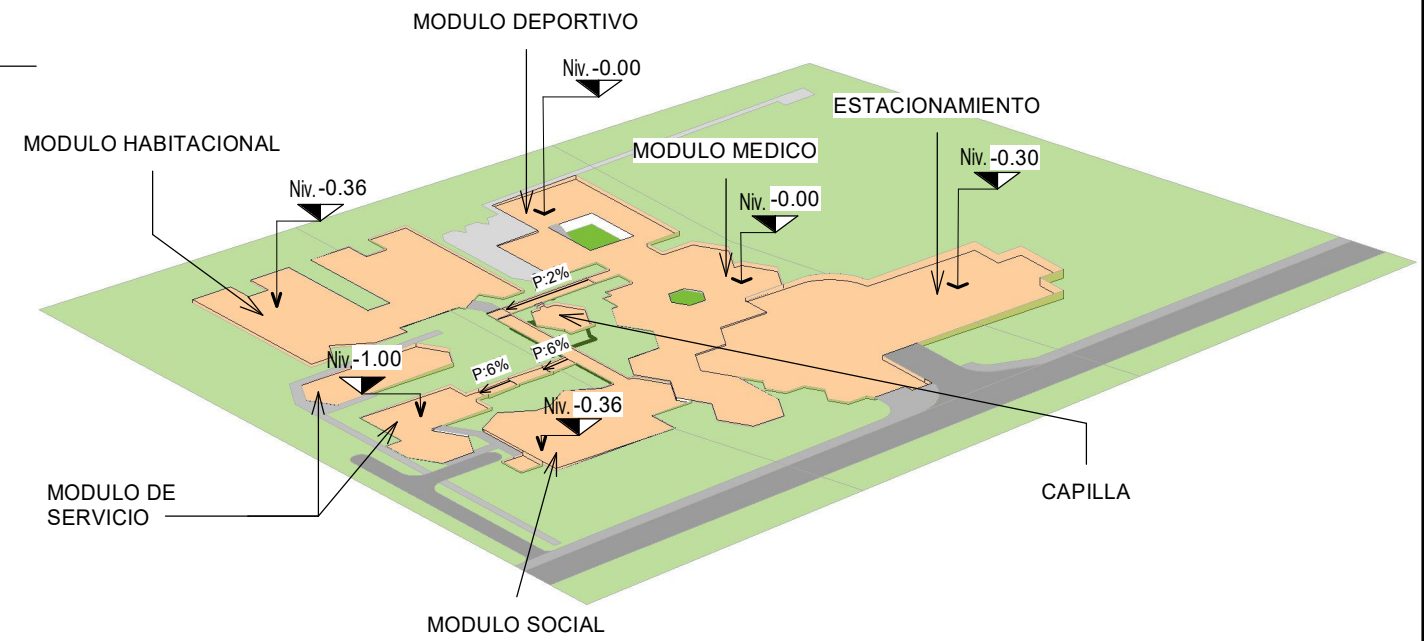 MODULO DEPORTIVO
Niv.-0.00
ESTACIONAMIENTO
MODULO HABITACIONAL
MODULO MEDICO
Niv.-0.30
Niv.-0.36
Niv.-0.00
P:2%
P:6%
Niv.-1.00
P:6%
Niv.-0.36
MODULO DE
SERVICIO
CAPILLA
MODULO SOCIAL